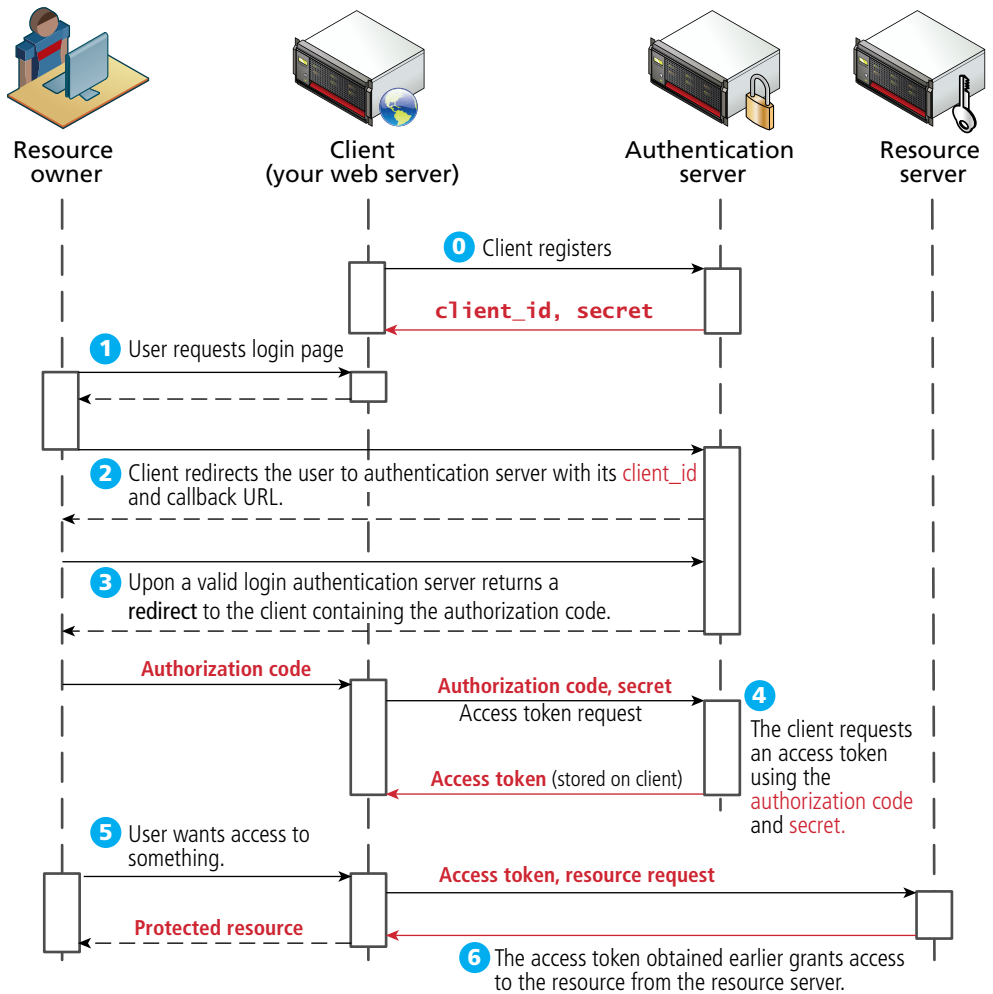 Resource
owner
Client
(your web server)
Authentication
server
Resource
server
0 Client registers
client_id, secret
1 User requests login page
2 Client redirects the user to authentication server with its client_id
and callback URL.
3 Upon a valid login authentication server returns a
redirect to the client containing the authorization code.
Authorization code
Authorization code, secret
Access token request
4
The client requests
an access token
using the
authorization code
and secret.
Access token (stored on client)
5 User wants access to
something.
Access token, resource request
Protected resource
6 The access token obtained earlier grants access
to the resource from the resource server.